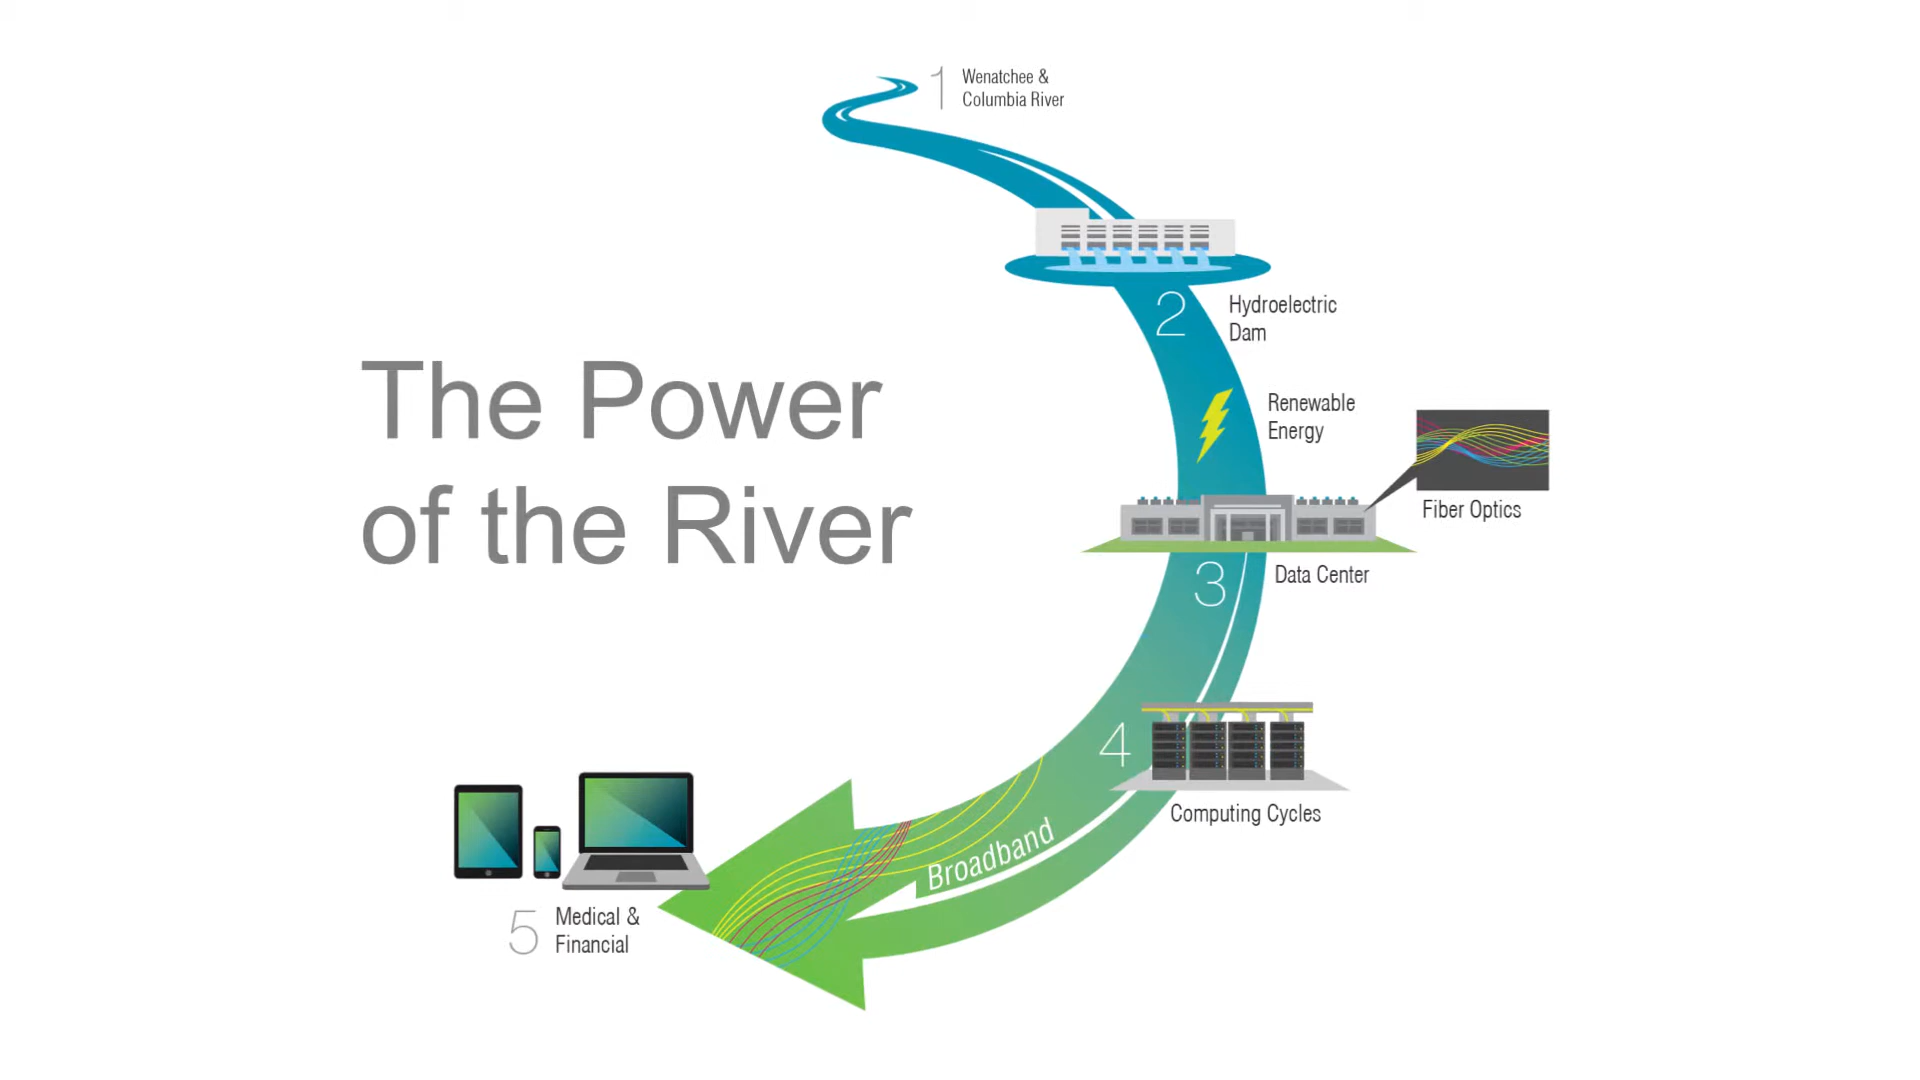 1
Wenatchee &
Columbia River
2
Hydroelectric
Dam
The Power
of the River
Renewable
Energy
Fiber Optics
3
Data Center
4
Computing Cycles
Broadband
5
Medical &
Financial